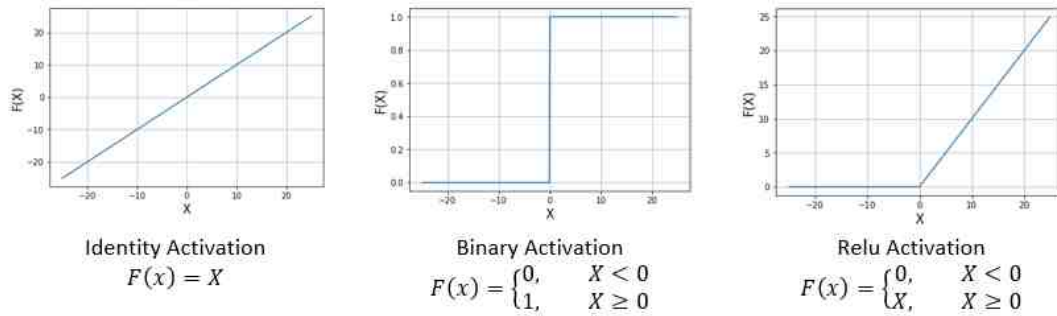 F(X)
20
10
0
−10
−20
−20 −10 0 10 20
X
Identity Activation
F(x) = X
F(X)
1.0
0.8
0.6
0.4
0.2
0.0
−20 −10 0 10 20
X
Binary Activation
F(x) = {0, X < 0
1, X ≥ 0
F(X)
25
20
15
10
5
0
−20 −10 0 10 20
X
Relu Activation
F(x) = {0, X < 0
X, X ≥ 0